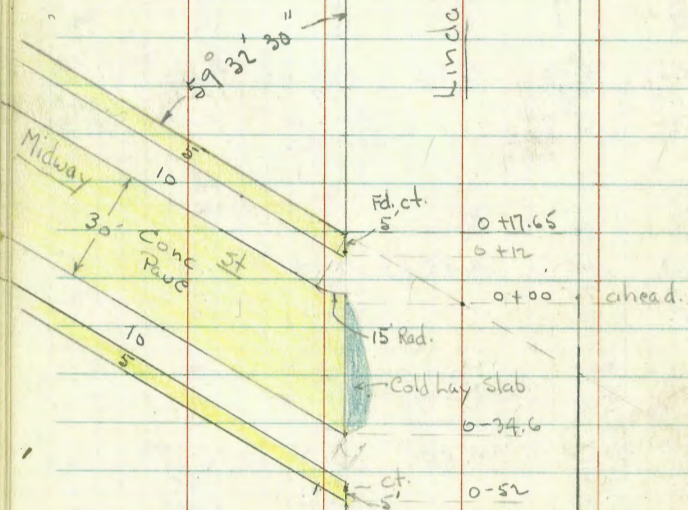 59° 32' 30"
Linda
5
10
Midway
30'
Conc St
Pave
Fd. ct.
5'
0+17.65
0+12
0+00 ahead.
15' Rad.
Cold Lay Slab
10
5
0-34.6
ct.
5'
0-52